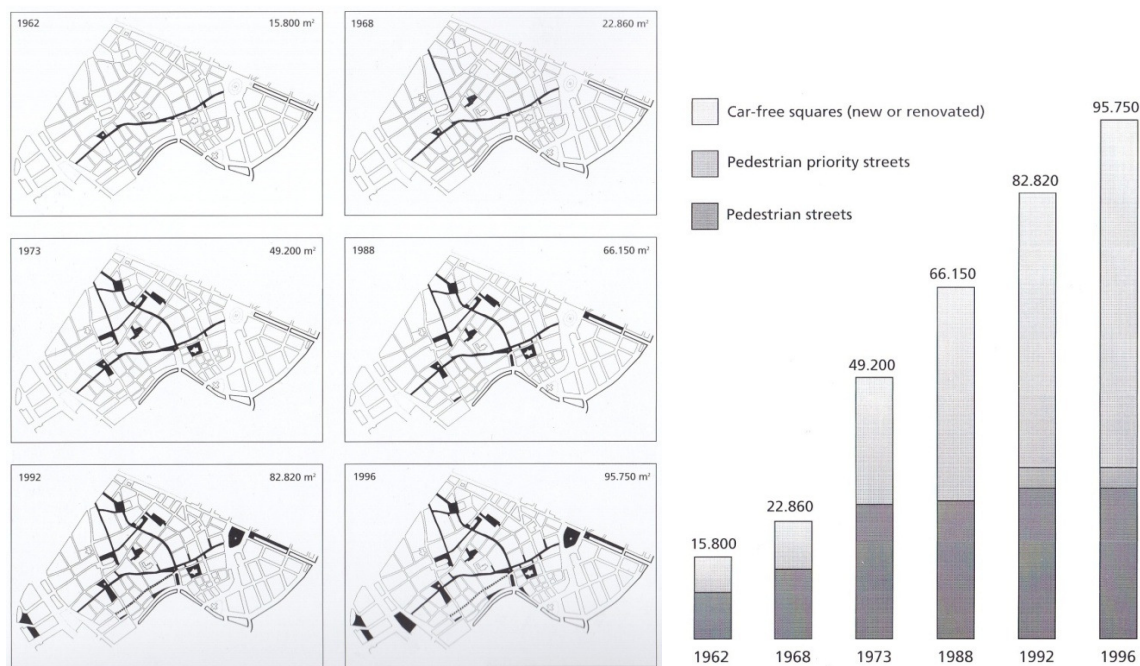 1962 15.800 m²
1968 22.860 m²
1973 49.200 m²
1988 66.150 m²
1992 82.820 m²
1996 95.750 m²
Car-free squares (new or renovated)
Pedestrian priority streets
Pedestrian streets
15.800
22.860
49.200
66.150
82.820
95.750
1962 1968 1973 1988 1992 1996